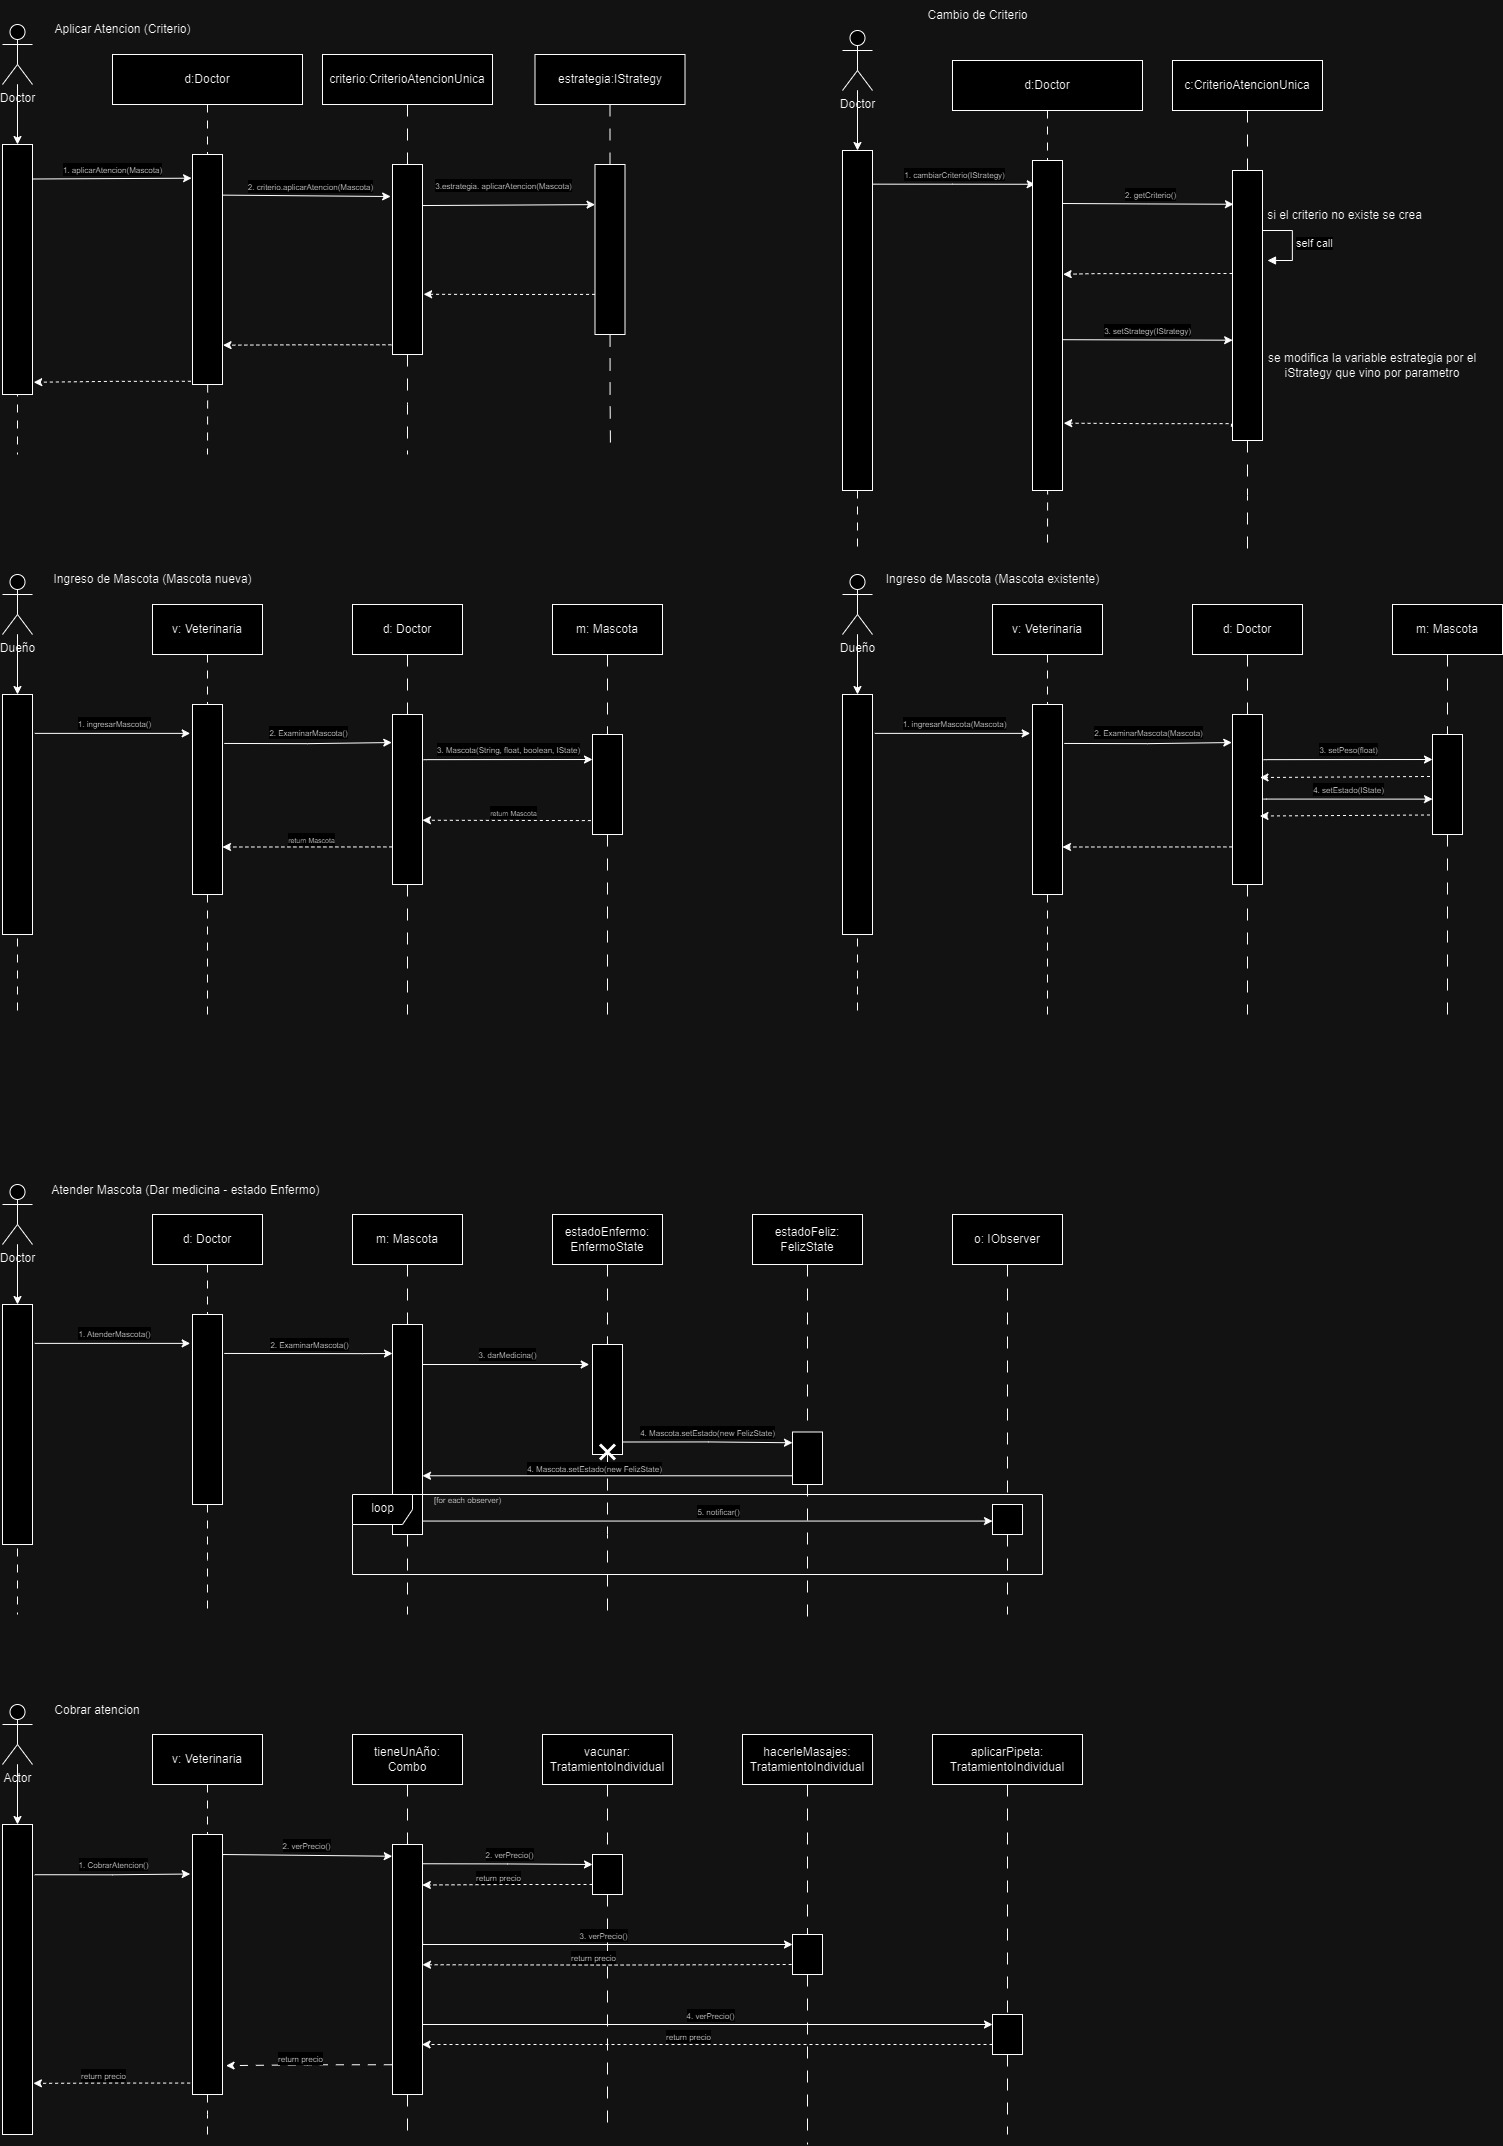 Aplicar Atencion (Criterio)
Doctor
d:Doctor
criterio:CriterioAtencionUnica
estrategia:IStrategy
1. aplicarAtencion(Mascota)
2. criterio.aplicarAtencion(Mascota)
3.estrategia. aplicarAtencion(Mascota)
Cambio de Criterio
Doctor
d:Doctor
c:CriterioAtencionUnica
1. cambiarCriterio(IStrategy)
2. getCriterio()
si el criterio no existe se crea
self call
3. setStrategy(IStrategy)
se modifica la variable estrategia por el
iStrategy que vino por parametro
Ingreso de Mascota (Mascota nueva)
Dueño
v: Veterinaria
d: Doctor
m: Mascota
1. ingresarMascota()
2. ExaminarMascota()
3. Mascota(String, float, boolean, IState)
return Mascota
return Mascota
Ingreso de Mascota (Mascota existente)
Dueño
v: Veterinaria
d: Doctor
m: Mascota
1. ingresarMascota(Mascota)
2. ExaminarMascota(Mascota)
3. setPeso(float)
4. setEstado(IState)
Atender Mascota (Dar medicina - estado Enfermo)
Doctor
d: Doctor
m: Mascota
estadoEnfermo:
EnfermoState
estadoFeliz:
FelizState
o: IObserver
1. AtenderMascota()
2. ExaminarMascota()
3. darMedicina()
4. Mascota.setEstado(new FelizState)
4. Mascota.setEstado(new FelizState)
loop
[for each observer)
5. notificar()
Cobrar atencion
Actor
v: Veterinaria
tieneUnAño:
Combo
vacunar:
TratamientoIndividual
hacerleMasajes:
TratamientoIndividual
aplicarPipeta:
TratamientoIndividual
1. CobrarAtencion()
2. verPrecio()
2. verPrecio()
return precio
3. verPrecio()
return precio
4. verPrecio()
return precio
return precio
return precio